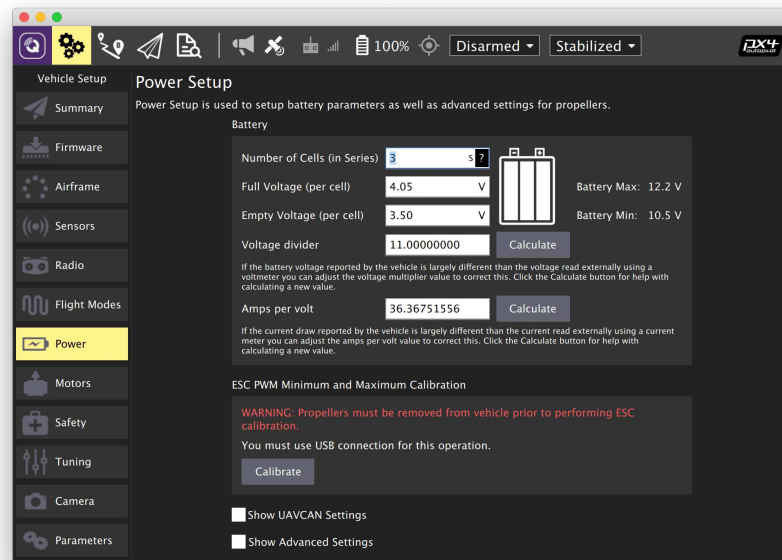 100%
Disarmed
Stabilized
PX4
autopilot
Vehicle Setup
Summary
Firmware
Airframe
Sensors
Radio
Flight Modes
Power
Motors
Safety
Tuning
Camera
Parameters
Power Setup
Power Setup is used to setup battery parameters as well as advanced settings for propellers.
Battery
Number of Cells (in Series) 3 S ?
Full Voltage (per cell) 4.05 V Battery Max: 12.2 V
Empty Voltage (per cell) 3.50 V Battery Min: 10.5 V
Voltage divider 11.00000000 Calculate
If the battery voltage reported by the vehicle is largely different than the voltage read externally using a
voltmeter you can adjust the voltage multiplier value to correct this. Click the Calculate button for help with
calculating a new value.
Amps per volt 36.36751556 Calculate
If the current draw reported by the vehicle is largely different than the current read externally using a current
meter you can adjust the amps per volt value to correct this. Click the Calculate button for help with
calculating a new value.
ESC PWM Minimum and Maximum Calibration
WARNING: Propellers must be removed from vehicle prior to performing ESC
calibration.
You must use USB connection for this operation.
Calibrate
Show UAVCAN Settings
Show Advanced Settings